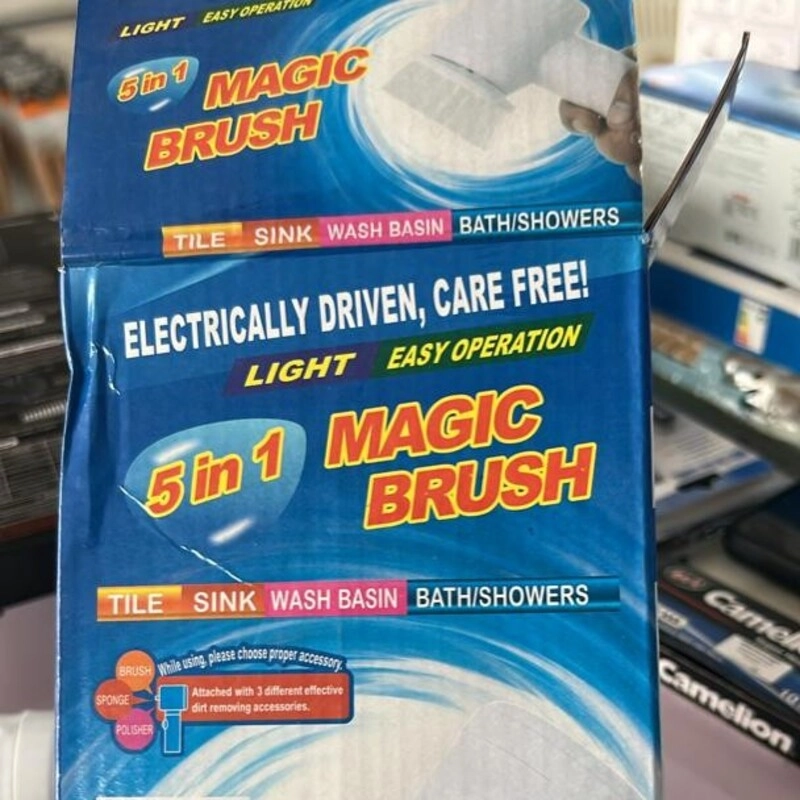 LIGHT EASY OPERATION
5 in 1 MAGIC
BRUSH
TILE SINK WASH BASIN BATH/SHOWERS
ELECTRICALLY DRIVEN, CARE FREE!
LIGHT EASY OPERATION
5 in 1 MAGIC
BRUSH
TILE SINK WASH BASIN BATH/SHOWERS
While using, please choose proper accessory.
BRUSH
SPONGE
POLISHER
Attached with 3 different effective
dirt removing accessories.
Camelion
Camelion